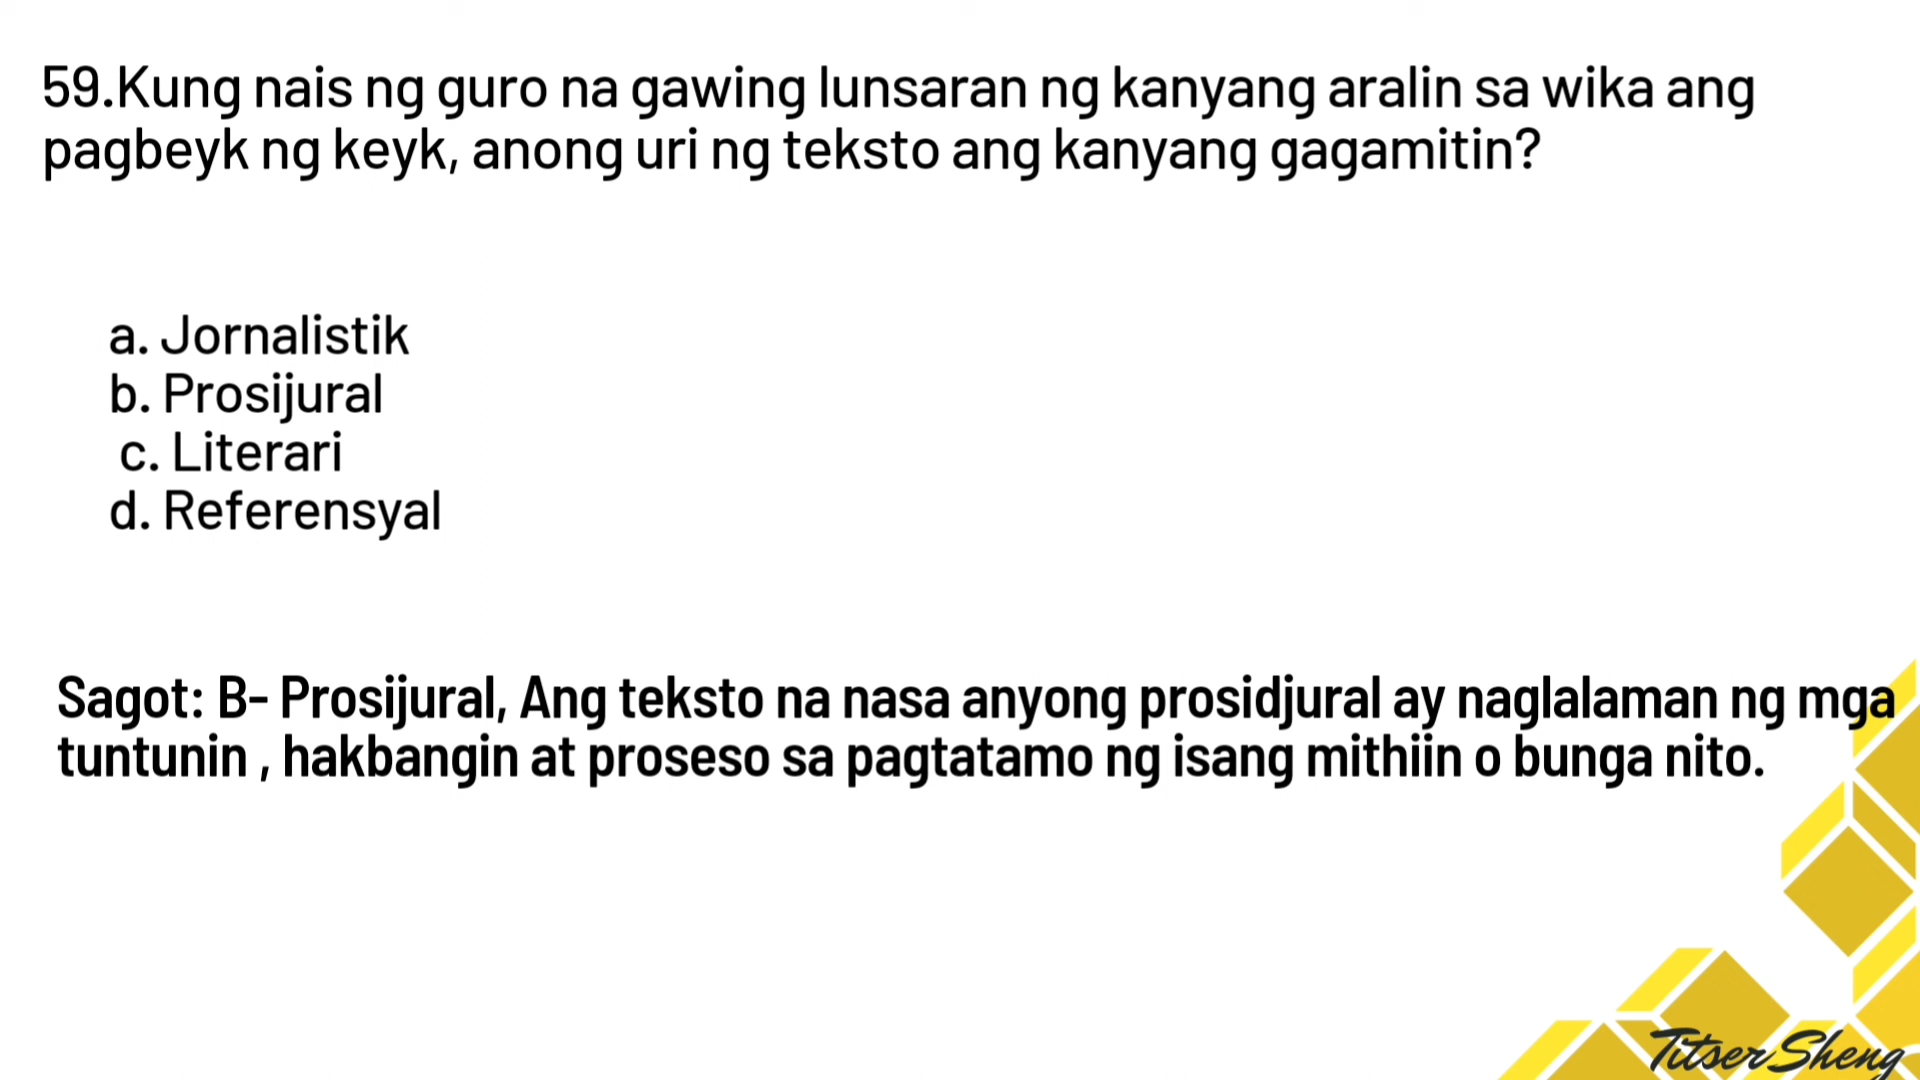 59.Kung nais ng guro na gawing lunsaran ng kanyang aralin sa wika ang
pagbeyk ng keyk, anong uri ng teksto ang kanyang gagamitin?
a. Jornalistik
b. Prosijural
c. Literari
d. Referensyal
Sagot: B- Prosijural, Ang teksto na nasa anyong prosidjural ay naglalaman ng mga
tuntunin , hakbangin at proseso sa pagtatamo ng isang mithiin o bunga nito.
Titser Sheng